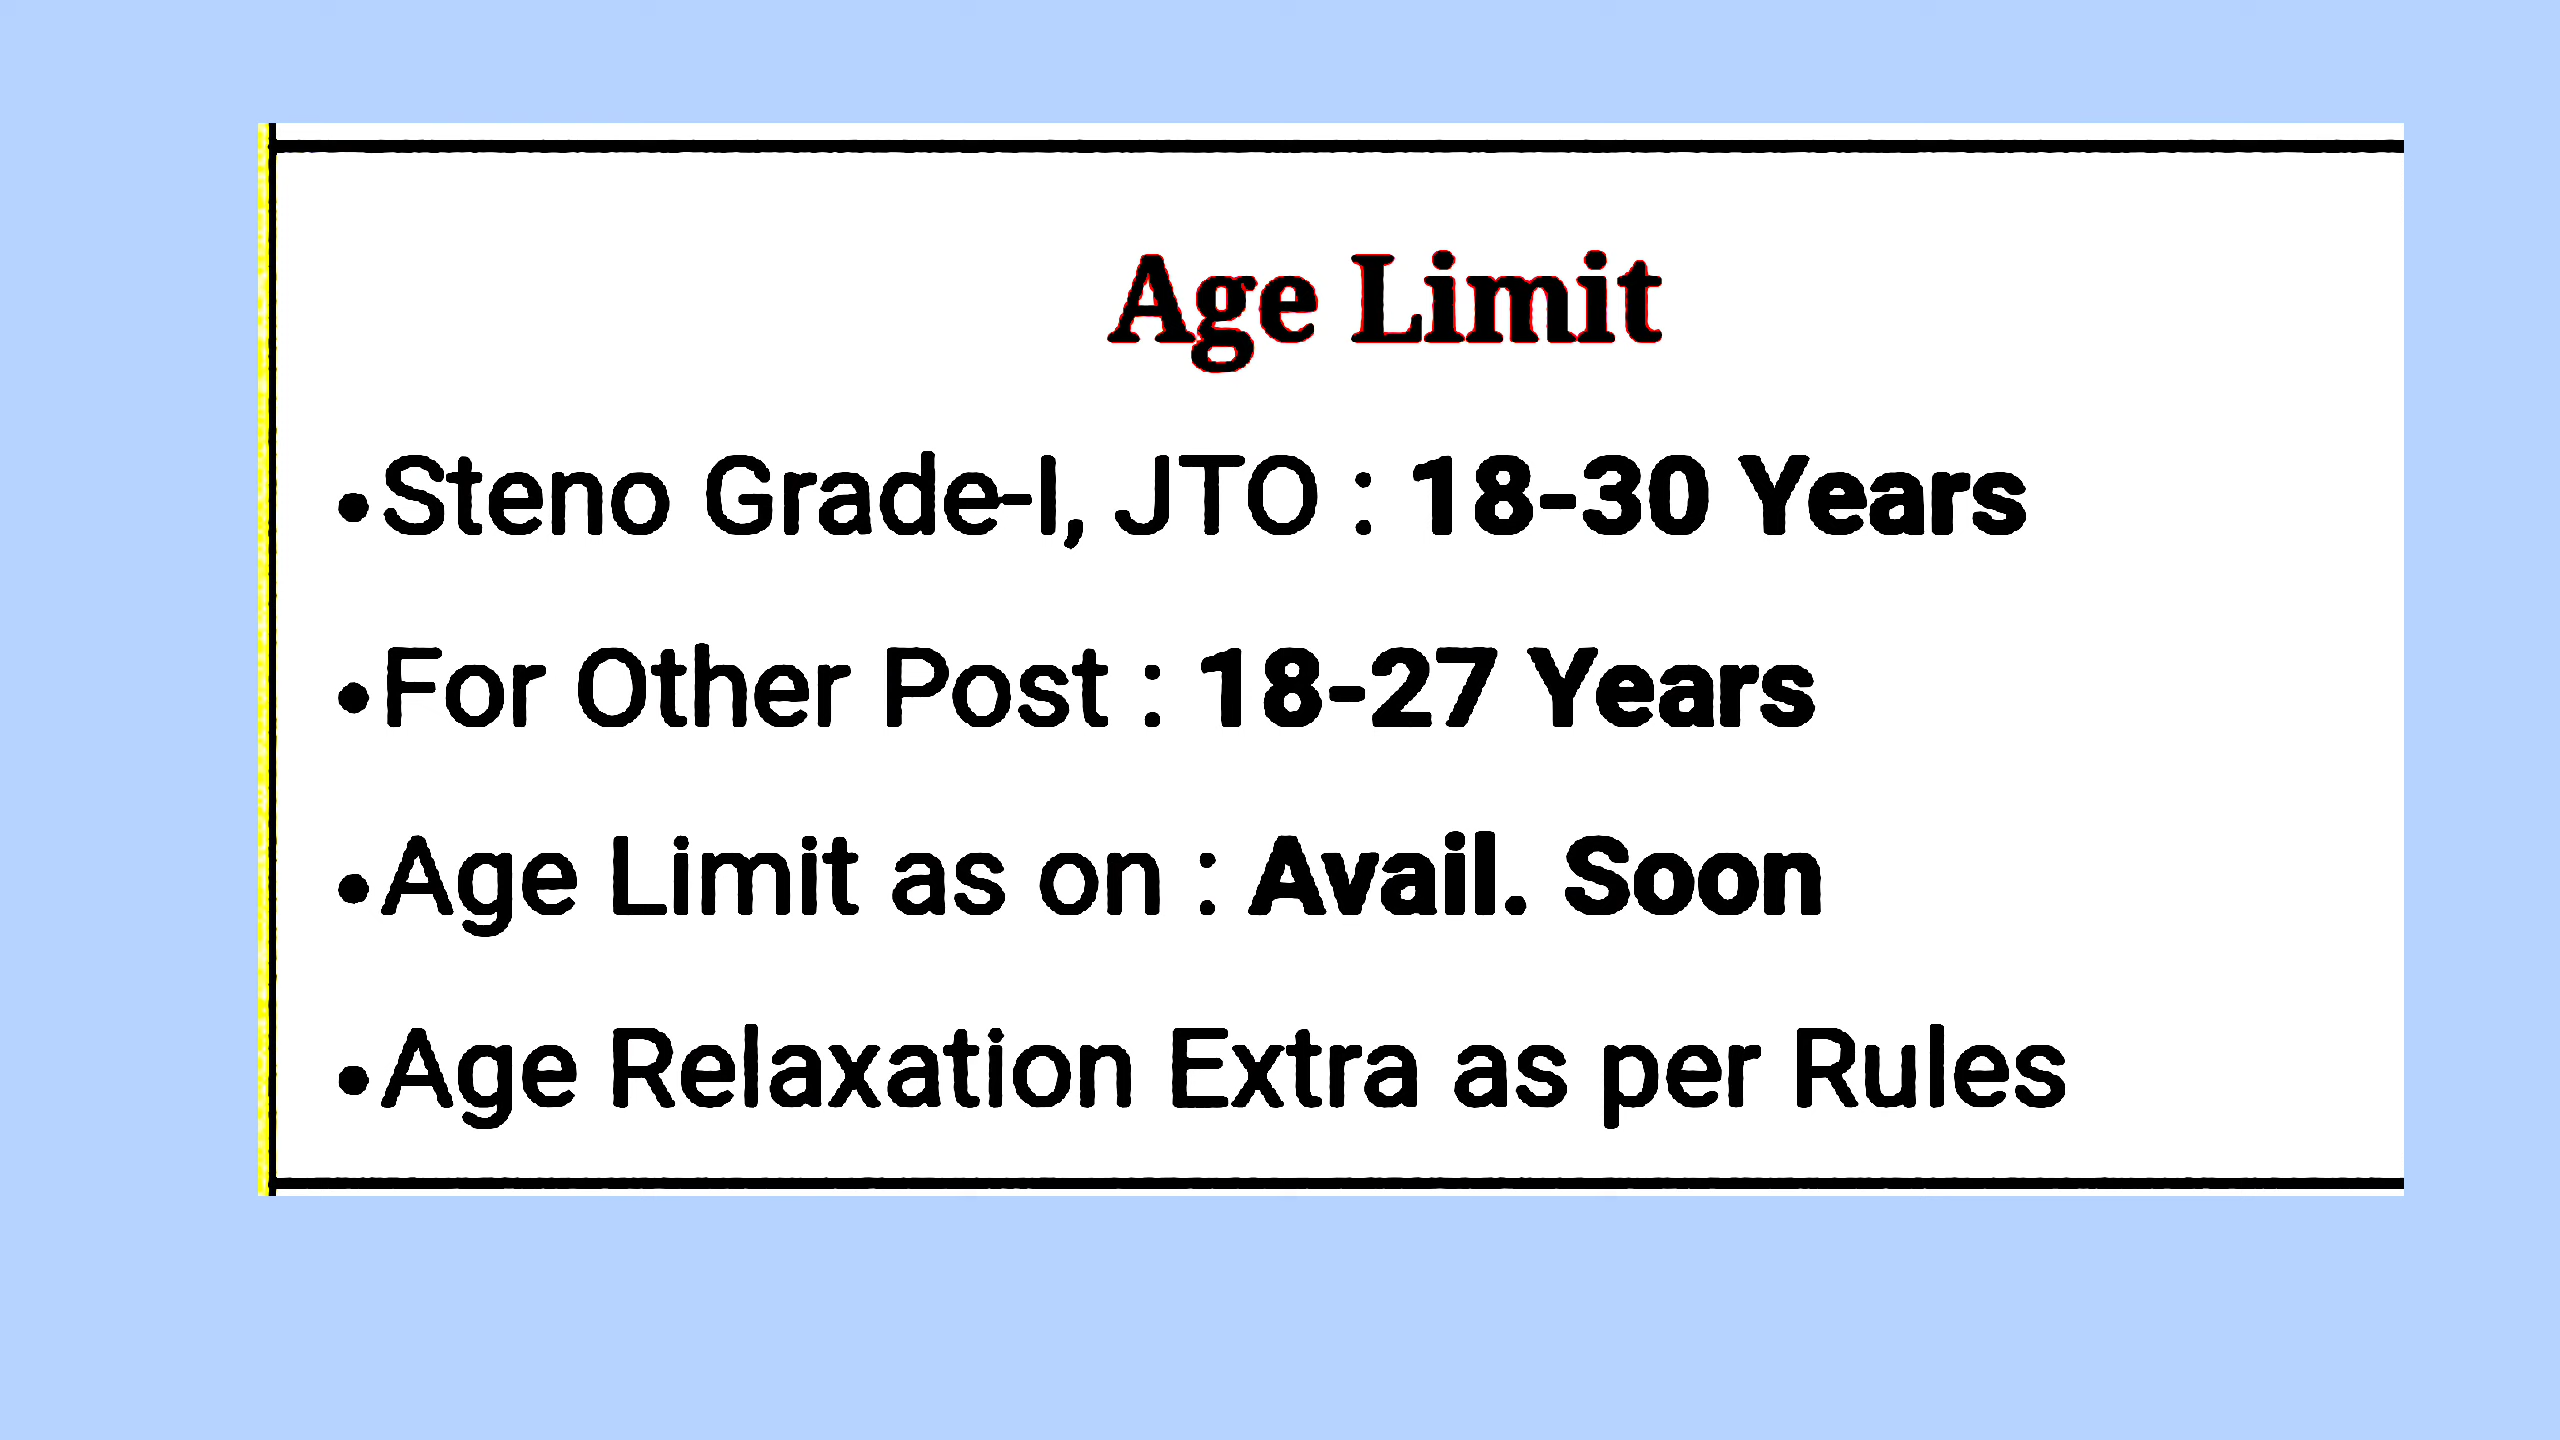 Age Limit
•Steno Grade-I, JTO : 18-30 Years
•For Other Post : 18-27 Years
•Age Limit as on : Avail. Soon
•Age Relaxation Extra as per Rules